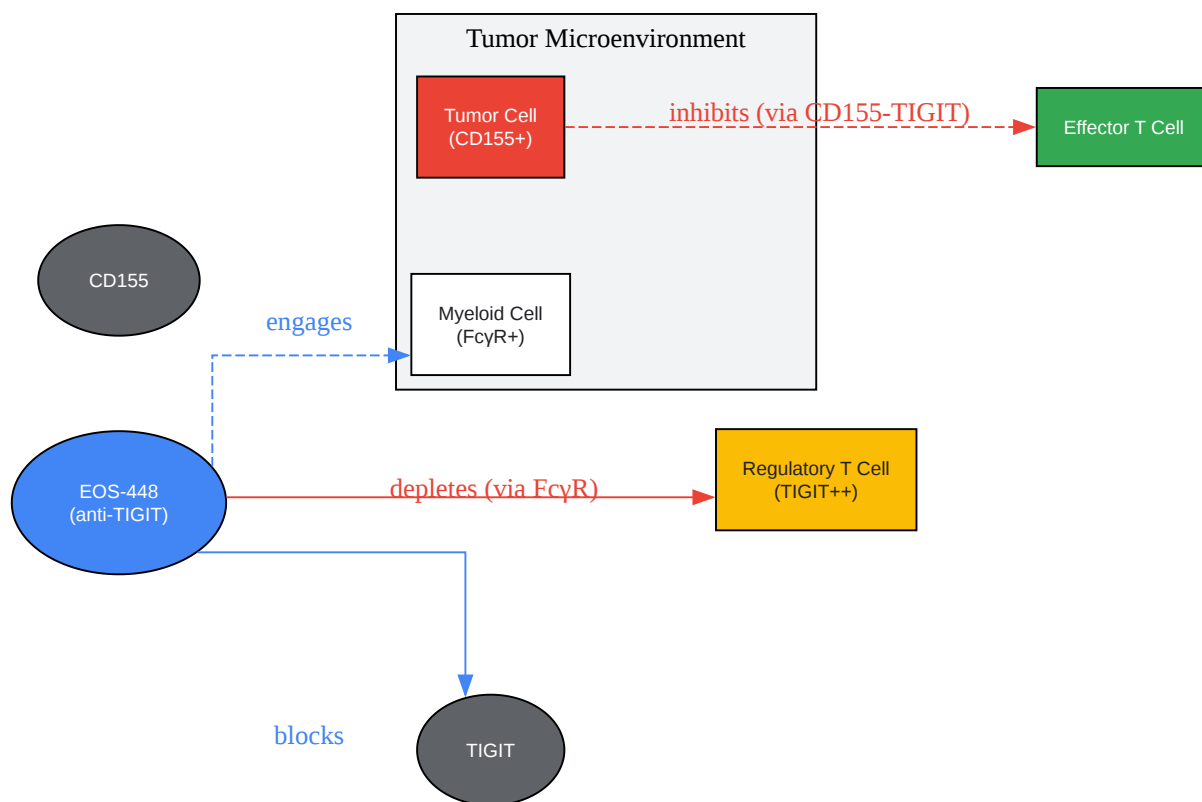 Tumor Microenvironment
Tumor Cell
(CD155+)
inhibits (via CD155-TIGIT)
Effector T Cell
CD155
engages
Myeloid Cell
(FcγR+)
EOS-448
(anti-TIGIT)
depletes (via FcγR)
Regulatory T Cell
(TIGIT++)
blocks
TIGIT